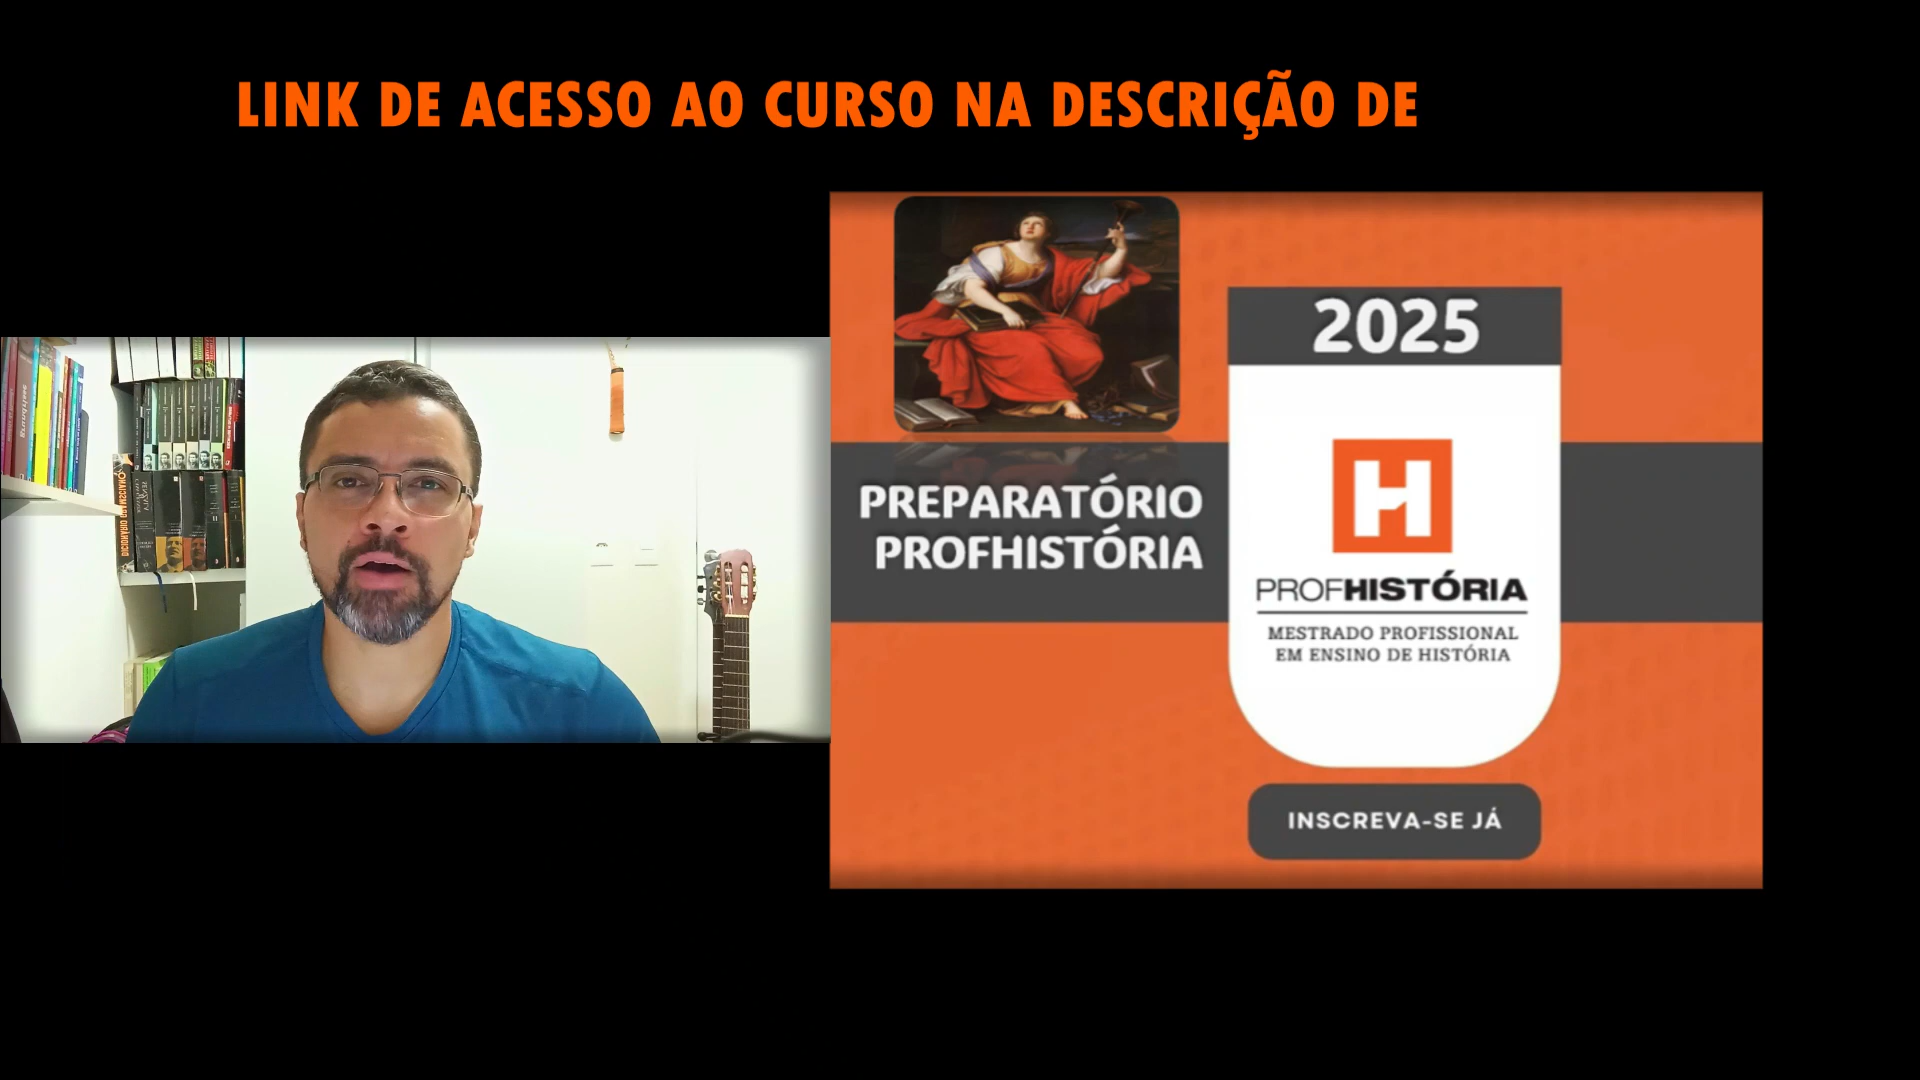 LINK DE ACESSO AO CURSO NA DESCRIÇÃO DE
2025
PREPARATÓRIO
PROFHISTÓRIA
H
PROFHISTÓRIA
MESTRADO PROFISSIONAL
EM ENSINO DE HISTÓRIA
INSCREVA-SE JÁ